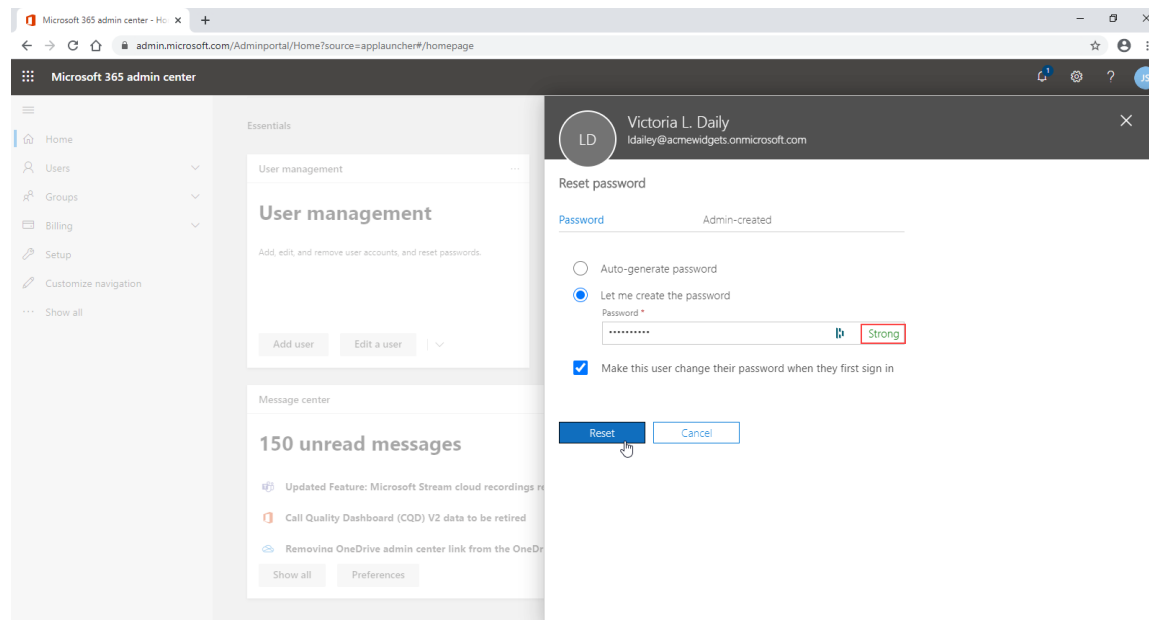 Microsoft 365 admin center - Ho
admin.microsoft.com/Adminportal/Home?source=applauncher#/homepage
Microsoft 365 admin center
1
?
JS
Home
Users
Groups
Billing
Setup
Customize navigation
Show all
Essentials
User management
User management
Add, edit, and remove user accounts, and reset passwords.
Add user
Edit a user
Message center
150 unread messages
Updated Feature: Microsoft Stream cloud recordings re
Call Quality Dashboard (CQD) V2 data to be retired
Removing OneDrive admin center link from the OneDr
Show all
Preferences
LD
Victoria L. Daily
ldailey@acmewidgets.onmicrosoft.com
Reset password
Password Admin-created
Auto-generate password
Let me create the password
Password *
Strong
Make this user change their password when they first sign in
Reset
Cancel